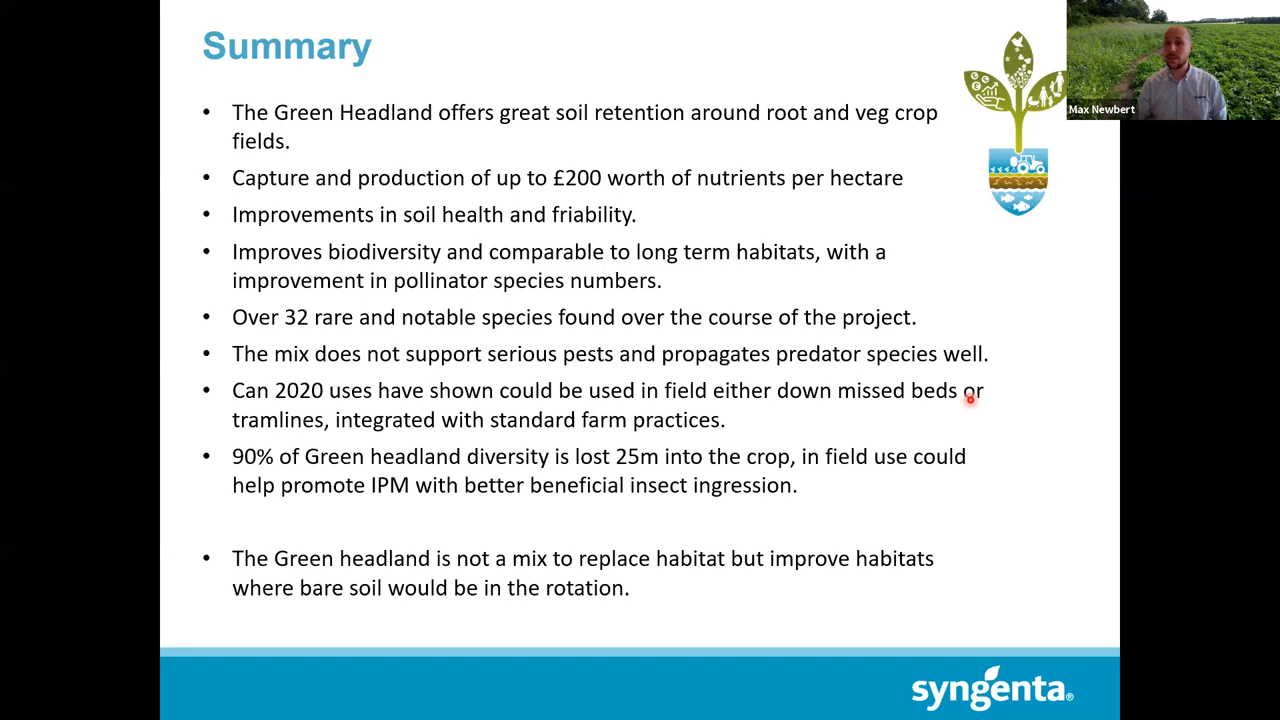 Summary
Max Newbert
• The Green Headland offers great soil retention around root and veg crop
fields.
• Capture and production of up to £200 worth of nutrients per hectare
• Improvements in soil health and friability.
• Improves biodiversity and comparable to long term habitats, with a
improvement in pollinator species numbers.
• Over 32 rare and notable species found over the course of the project.
• The mix does not support serious pests and propagates predator species well.
• Can 2020 uses have shown could be used in field either down missed beds or
tramlines, integrated with standard farm practices.
• 90% of Green headland diversity is lost 25m into the crop, in field use could
help promote IPM with better beneficial insect ingression.
• The Green headland is not a mix to replace habitat but improve habitats
where bare soil would be in the rotation.
syngenta®